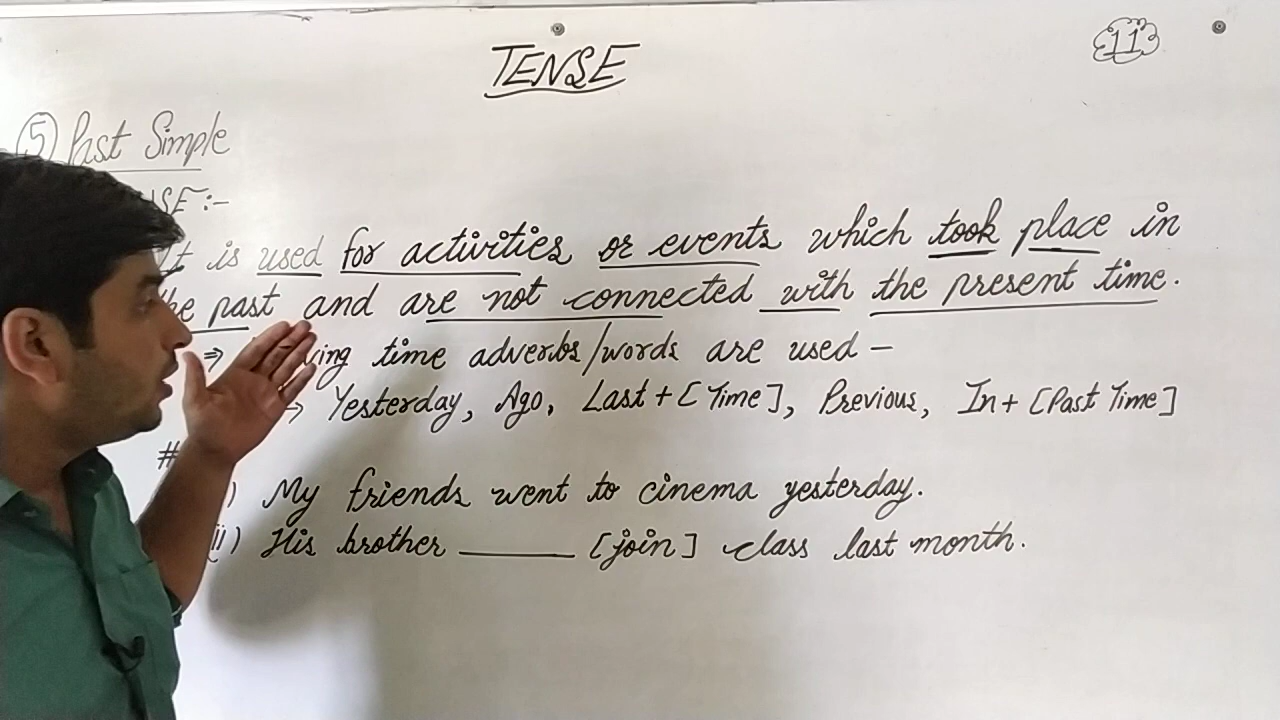 TENSE
11
5 Past Simple
USE :-
It is used for activities or events which took place in
the past and are not connected with the present time.
⇒ time adverbs/words are used –
→ Yesterday, Ago, Last + [Time], Previous, In + [Past Time]
#
) My friends went to cinema yesterday.
ii) His brother ______ [join] class last month.